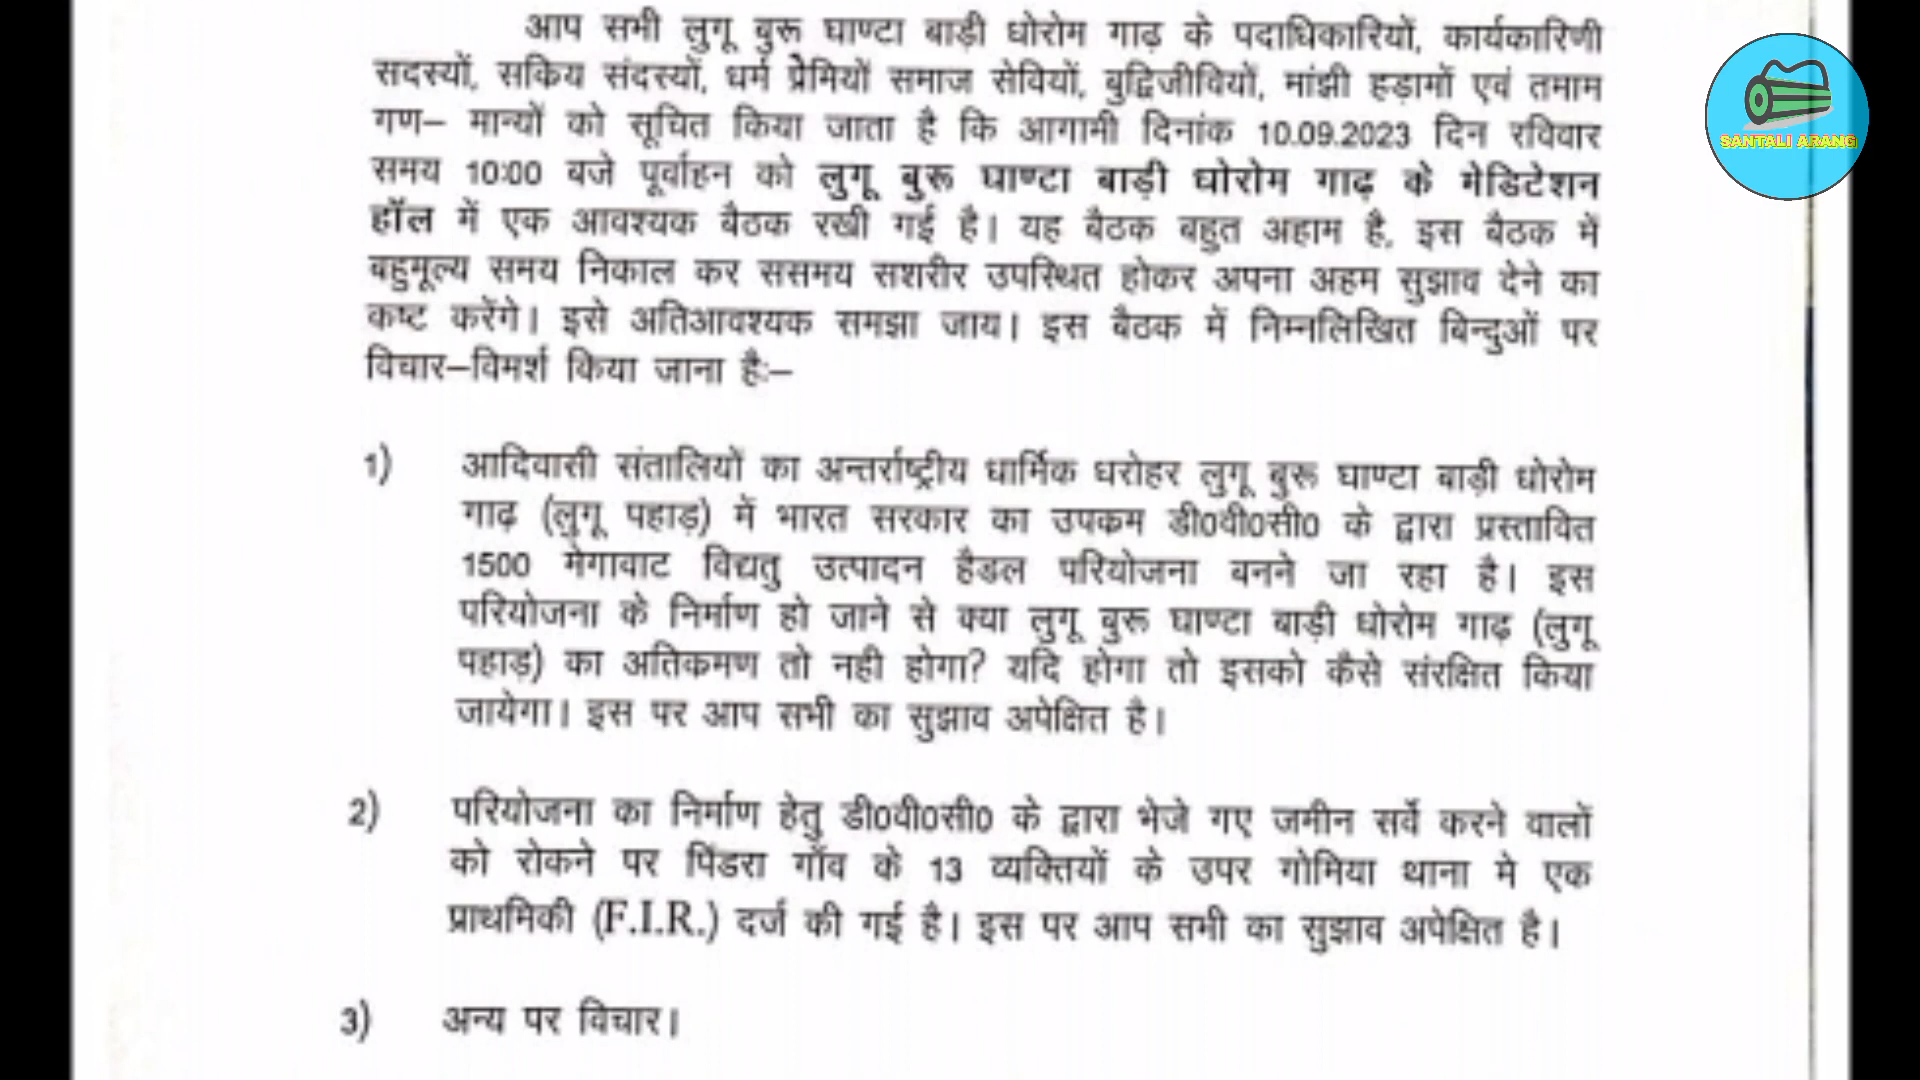 आप सभी लुगू बुरू घाण्टा बाड़ी धोरोम गाढ़ के पदाधिकारियों, कार्यकारिणी
सदस्यों, सकिय संदस्यों, धर्म प्रेमियों समाज सेवियों, बुद्विजीवियों, मांझी हड़ामों एवं तमाम
गण– मान्यों को सूचित किया जाता है कि आगामी दिनांक 10.09.2023 दिन रविवार
समय 10:00 बजे पूर्वाहन को लुगू बुरू घाण्टा बाड़ी धोरोम गाढ़ के मेडिटेशन
हॉल में एक आवश्यक बैठक रखी गई है। यह बैठक बहुत अहाम है, इस बैठक में
बहुमूल्य समय निकाल कर ससमय सशरीर उपस्थित होकर अपना अहम सुझाव देने का
कष्ट करेंगे। इसे अतिआवश्यक समझा जाय। इस बैठक में निम्नलिखित बिन्दुओं पर
विचार–विमर्श किया जाना है:–
1) आदिवासी संतालियों का अन्तर्राष्ट्रीय धार्मिक धरोहर लुगू बुरू घाण्टा बाड़ी धोरोम
गाढ़ (लुगू पहाड़) में भारत सरकार का उपकम डी0वी0सी0 के द्वारा प्रस्तावित
1500 मेगावाट विद्यतु उत्पादन हैडल परियोजना बनने जा रहा है। इस
परियोजना के निर्माण हो जाने से क्या लुगू बुरू घाण्टा बाड़ी धोरोम गाढ़ (लुगू
पहाड़) का अतिकमण तो नही होगा? यदि होगा तो इसको कैसे संरक्षित किया
जायेगा। इस पर आप सभी का सुझाव अपेक्षित है।
2) परियोजना का निर्माण हेतु डी0वी0सी0 के द्वारा भेजे गए जमीन सर्वे करने वालों
को रोकने पर पिंडरा गॉंव के 13 व्यक्तियों के उपर गोमिया थाना मे एक
प्राथमिकी (F.I.R.) दर्ज की गई है। इस पर आप सभी का सुझाव अपेक्षित है।
3) अन्य पर विचार।
SANTALI ARANG